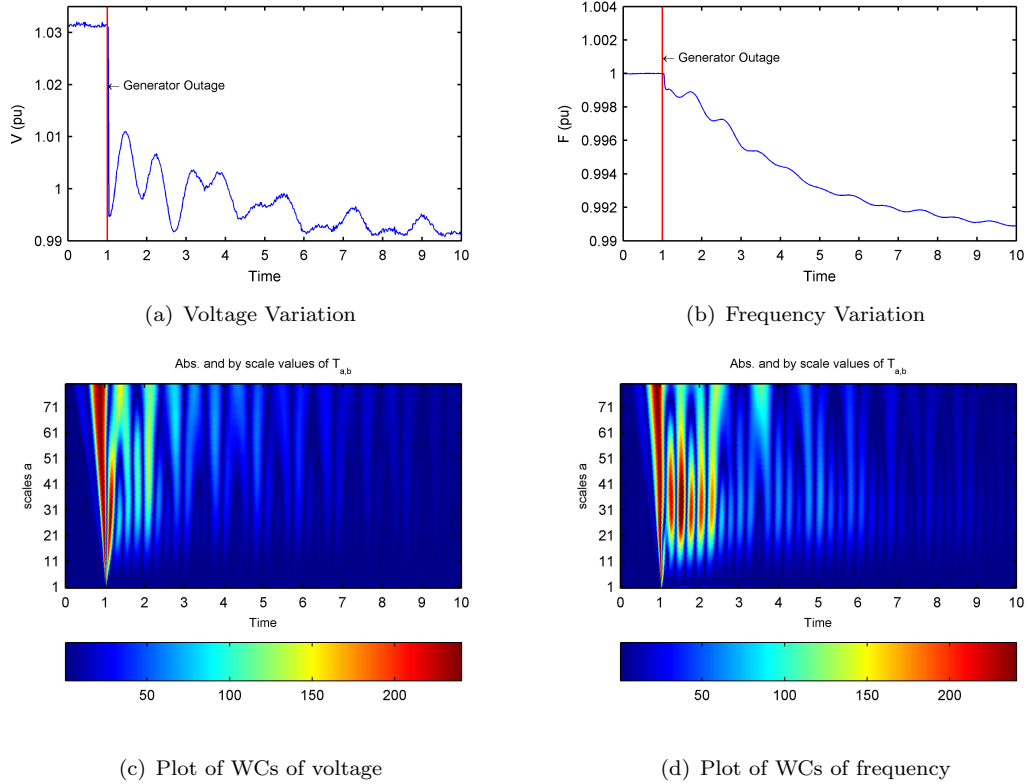 1.03
1.02
1.01
1
0.99
V (pu)
← Generator Outage
0 1 2 3 4 5 6 7 8 9 10
Time
(a) Voltage Variation
1.004
1.002
1
0.998
0.996
0.994
0.992
0.99
F (pu)
← Generator Outage
0 1 2 3 4 5 6 7 8 9 10
Time
(b) Frequency Variation
Abs. and by scale values of Ta,b
71
61
51
41
31
21
11
1
scales a
0 1 2 3 4 5 6 7 8 9 10
Time
50 100 150 200
(c) Plot of WCs of voltage
Abs. and by scale values of Ta,b
71
61
51
41
31
21
11
1
scales a
0 1 2 3 4 5 6 7 8 9 10
Time
50 100 150 200
(d) Plot of WCs of frequency